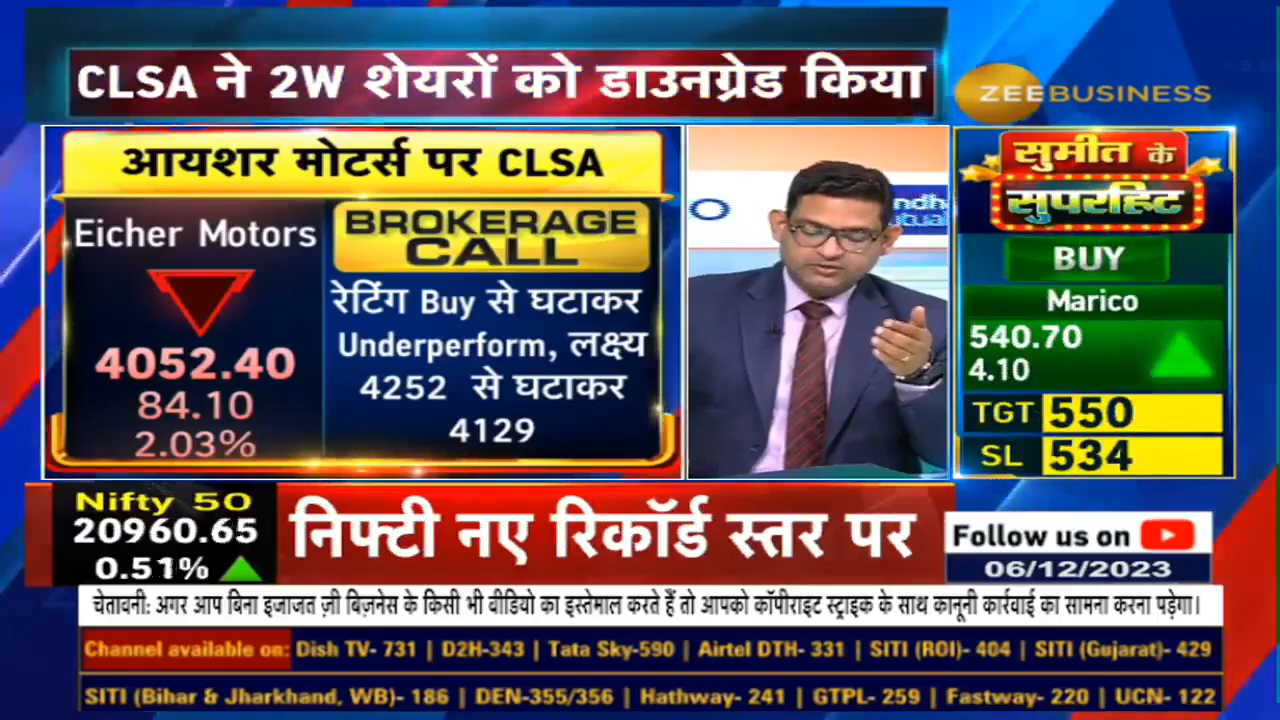 CLSA ने 2W शेयरों को डाउनग्रेड किया
ZEEBUSINESS
आयशर मोटर्स पर CLSA
Eicher Motors
4052.40
84.10
2.03%
BROKERAGE
CALL
रेटिंग Buy से घटाकर
Underperform, लक्ष्य
4252 से घटाकर
4129
सुमीत के
सुपरहिट
BUY
Marico
540.70
4.10
TGT 550
SL 534
Nifty 50
20960.65
0.51%
निफ्टी नए रिकॉर्ड स्तर पर
Follow us on
06/12/2023
चेतावनी: अगर आप बिना इजाजत ज़ी बिज़नेस के किसी भी वीडियो का इस्तेमाल करते हैं तो आपको कॉपीराइट स्ट्राइक के साथ कानूनी कार्रवाई का सामना करना पड़ेगा।
Channel available on: Dish TV- 731 | D2H-343 | Tata Sky-590 | Airtel DTH- 331 | SITI (ROI)- 404 | SITI (Gujarat)- 429
SITI (Bihar & Jharkhand, WB)- 186 | DEN-355/356 | Hathway- 241 | GTPL- 259 | Fastway- 220 | UCN- 122